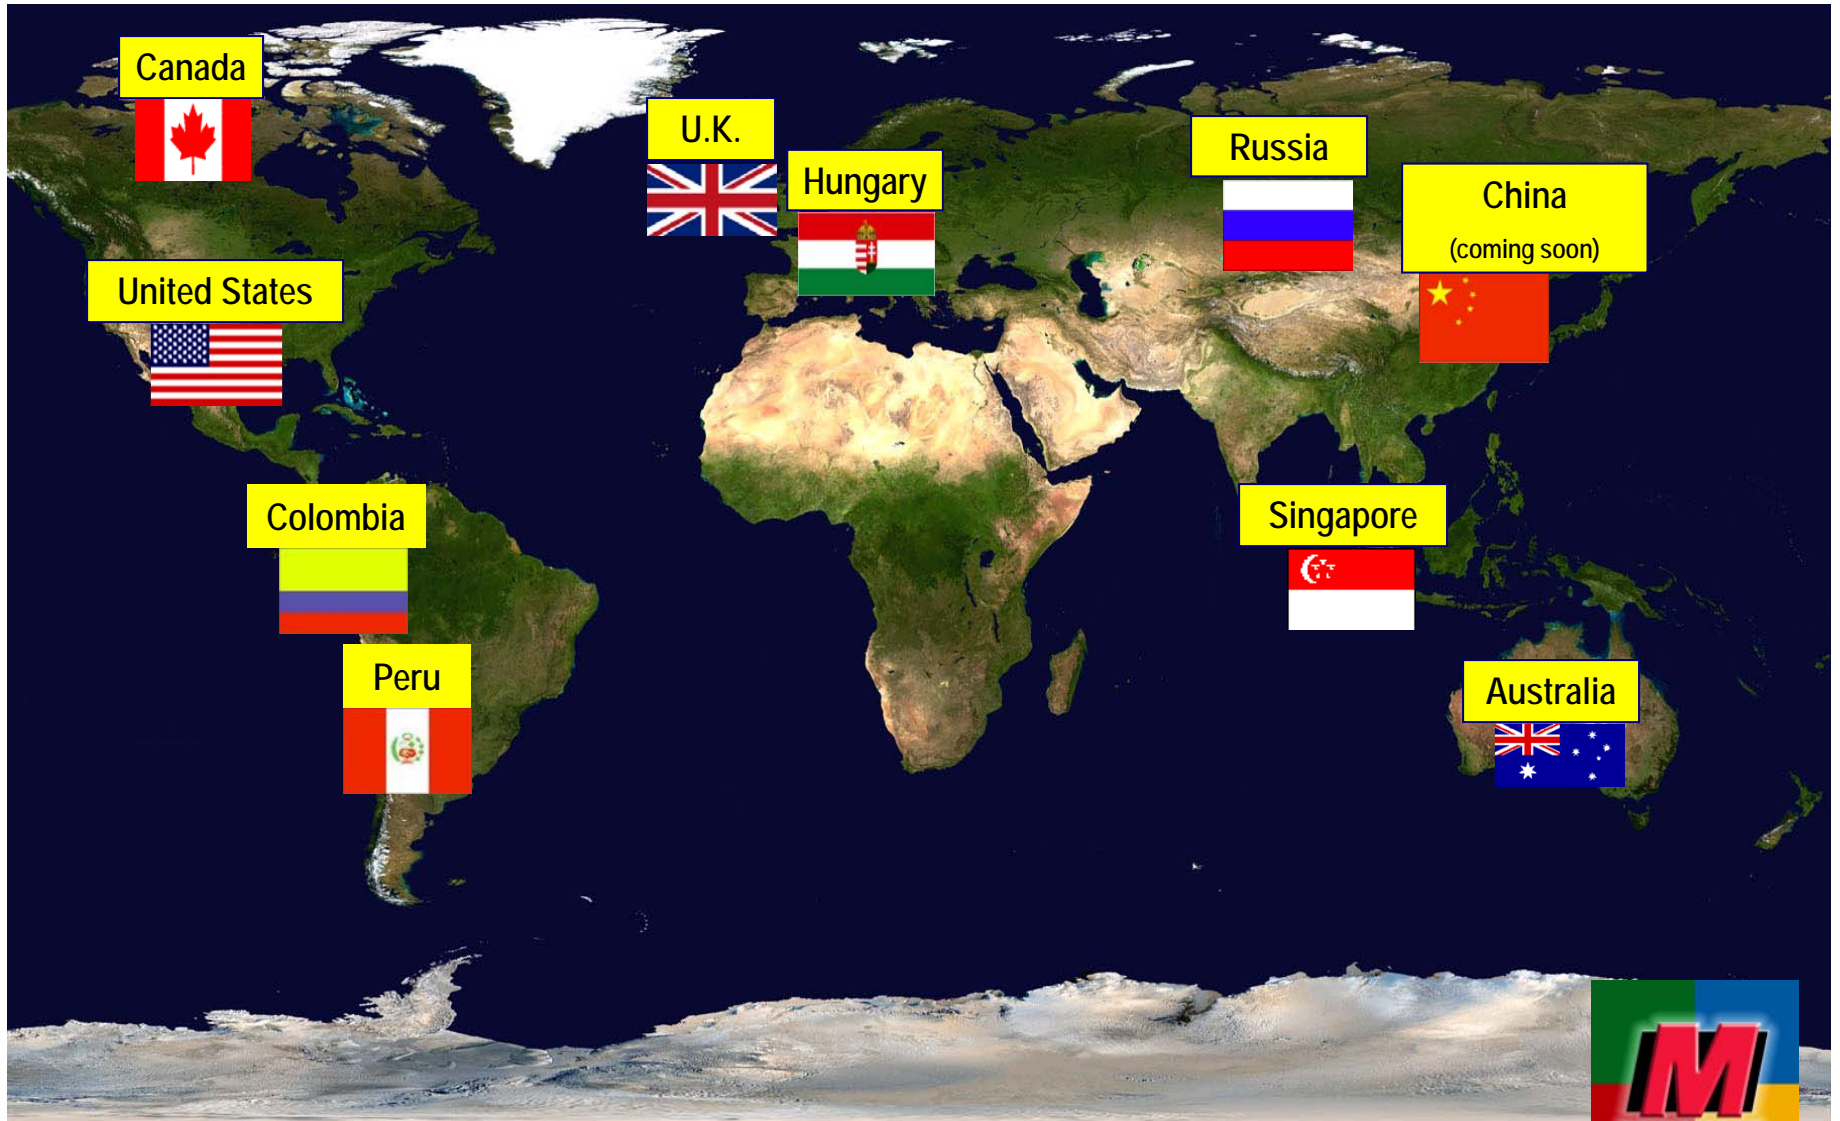 Canada
U.K.
Russia
Hungary
China
(coming soon)
United States
Colombia
Singapore
Peru
Australia
M